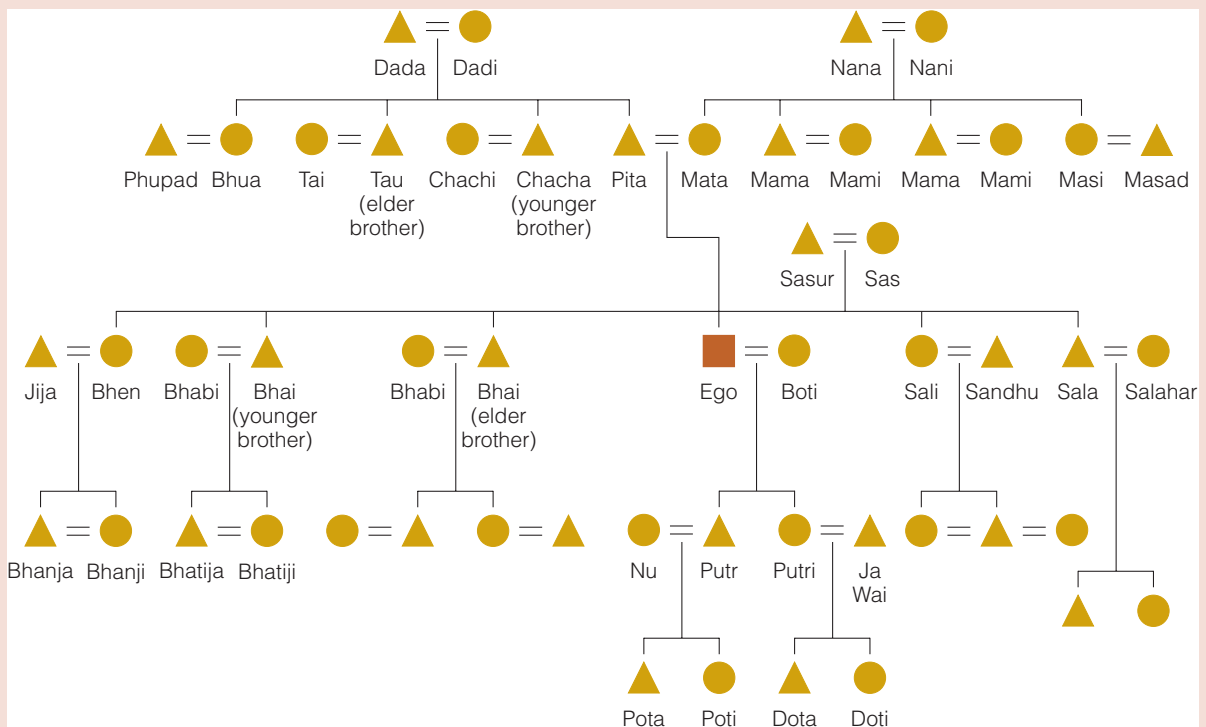 Dada Dadi Nana Nani
Phupad Bhua Tai Tau Chachi Chacha Pita Mata Mama Mami Mama Mami Masi Masad
(elder (younger
brother) brother)
Sasur Sas
Jija Bhen Bhabi Bhai Bhabi Bhai Ego Boti Sali Sandhu Sala Salahar
(younger (elder
brother) brother)
Bhanja Bhanji Bhatija Bhatiji Nu Putr Putri Ja
Wai
Pota Poti Dota Doti